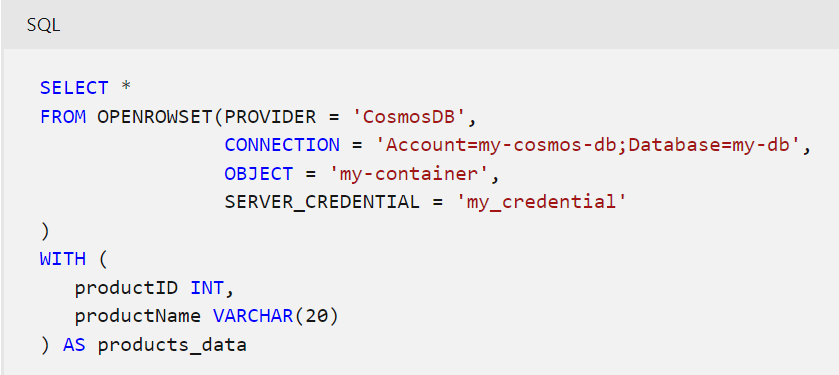 SQL
SELECT *
FROM OPENROWSET(PROVIDER = 'CosmosDB',
CONNECTION = 'Account=my-cosmos-db;Database=my-db',
OBJECT = 'my-container',
SERVER_CREDENTIAL = 'my_credential'
)
WITH (
productID INT,
productName VARCHAR(20)
) AS products_data